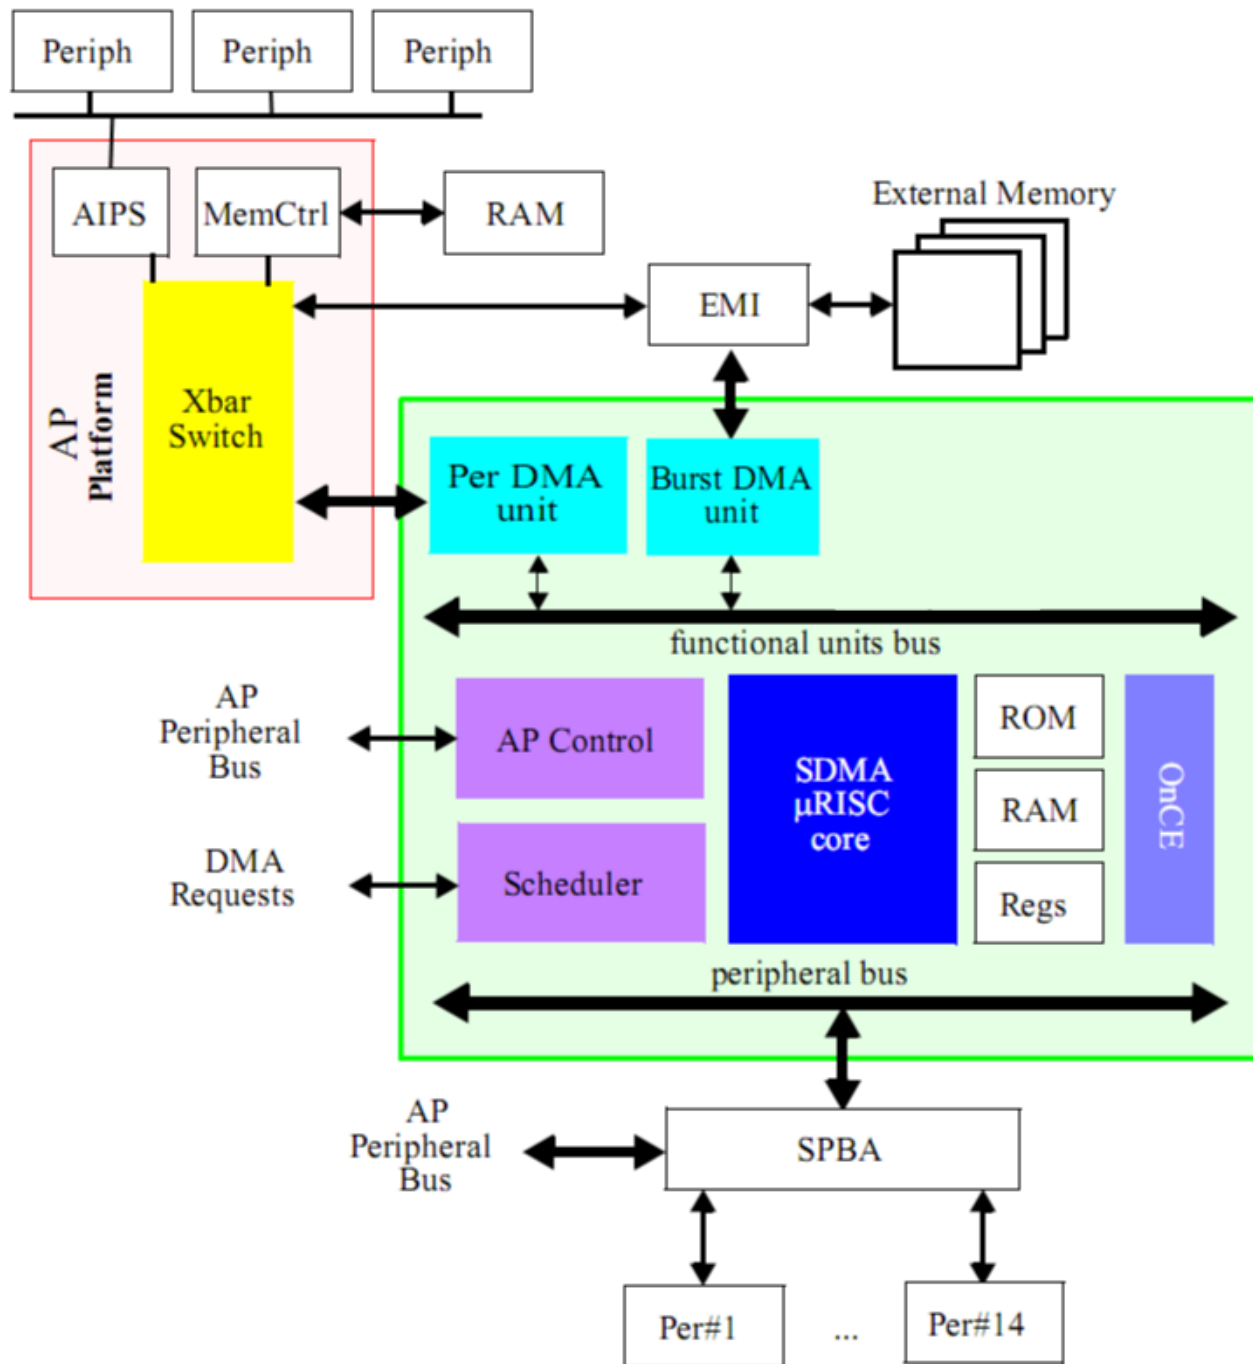 Periph
Periph
Periph
AIPS
MemCtrl
RAM
External Memory
EMI
AP
Platform
Xbar
Switch
Per DMA
unit
Burst DMA
unit
functional units bus
AP
Peripheral
Bus
AP Control
SDMA
μRISC
core
ROM
RAM
Regs
OnCE
DMA
Requests
Scheduler
peripheral bus
AP
Peripheral
Bus
SPBA
Per#1
...
Per#14